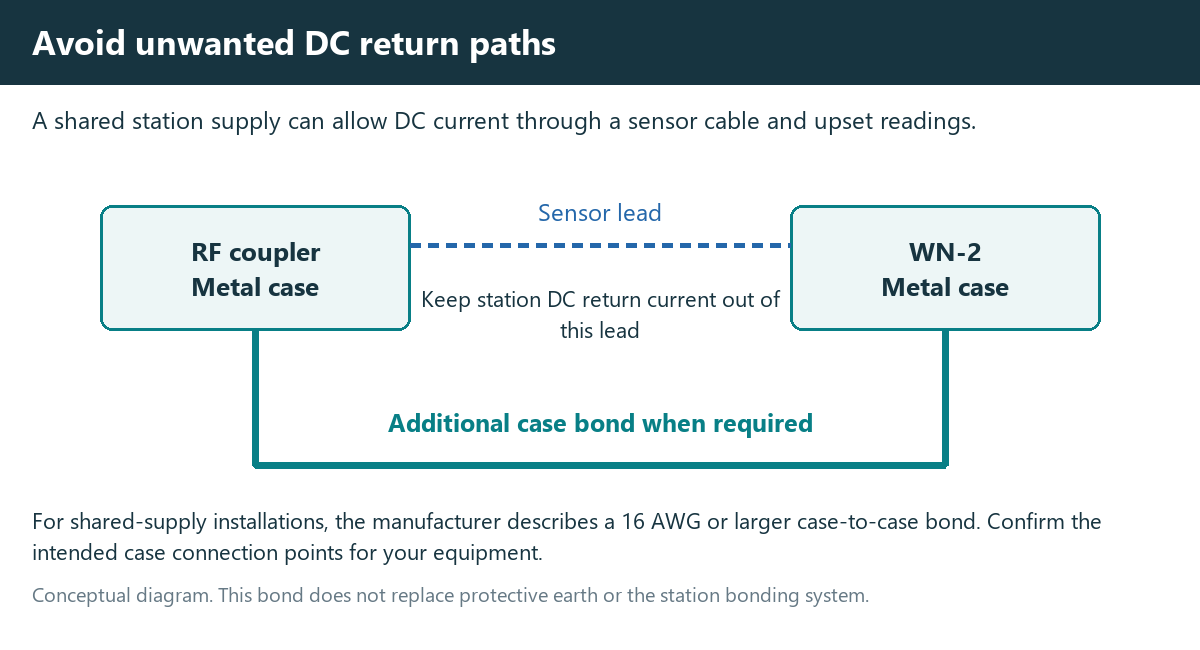 Avoid unwanted DC return paths
A shared station supply can allow DC current through a sensor cable and upset readings.
Sensor lead
RF coupler
Metal case
WN-2
Metal case
Keep station DC return current out of
this lead
Additional case bond when required
For shared-supply installations, the manufacturer describes a 16 AWG or larger case-to-case bond. Confirm the
intended case connection points for your equipment.
Conceptual diagram. This bond does not replace protective earth or the station bonding system.